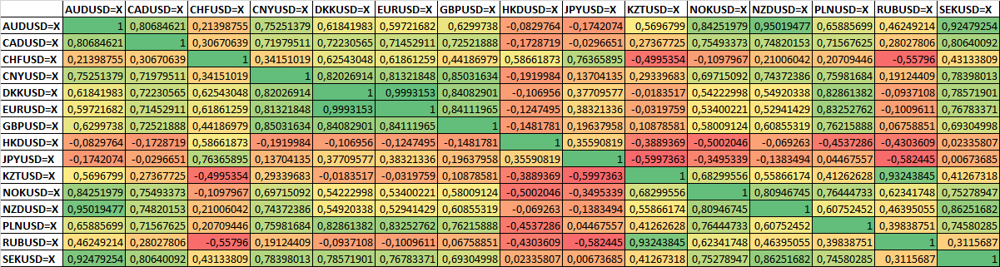 AUDUSD=X CADUSD=X CHFUSD=X CNYUSD=X DKKUSD=X EURUSD=X GBPUSD=X HKDUSD=X JPYUSD=X KZTUSD=X NOKUSD=X NZDUSD=X PLNUSD=X RUBUSD=X SEKUSD=X
AUDUSD=X 1 0,80684621 0,21398755 0,75251379 0,61841983 0,59721682 0,6299738 -0,0829764 -0,1742074 0,5696799 0,84251979 0,95019477 0,65885699 0,46249214 0,92479254
CADUSD=X 0,80684621 1 0,30670639 0,71979511 0,72230565 0,71452911 0,72521888 -0,1728719 -0,0296651 0,27367725 0,75493373 0,74820153 0,71567625 0,28027806 0,80640092
CHFUSD=X 0,21398755 0,30670639 1 0,34151019 0,62543048 0,61861259 0,44186979 0,58661873 0,76365895 -0,4995354 -0,1097967 0,21006042 0,20709446 -0,55796 0,43133809
CNYUSD=X 0,75251379 0,71979511 0,34151019 1 0,82026914 0,81321848 0,85031634 -0,1919984 0,13704135 0,29339683 0,69715092 0,74372386 0,75981684 0,19124409 0,78398013
DKKUSD=X 0,61841983 0,72230565 0,62543048 0,82026914 1 0,9993153 0,84082901 -0,106956 0,37709577 -0,0183517 0,54222998 0,54920338 0,82861382 -0,0937108 0,78571901
EURUSD=X 0,59721682 0,71452911 0,61861259 0,81321848 0,9993153 1 0,84111965 -0,1247495 0,38321336 -0,0319759 0,53400221 0,52941429 0,83252762 -0,1009611 0,76783371
GBPUSD=X 0,6299738 0,72521888 0,44186979 0,85031634 0,84082901 0,84111965 1 -0,1481781 0,19637958 0,10878581 0,58009124 0,60855319 0,76215888 0,06758851 0,69304998
HKDUSD=X -0,0829764 -0,1728719 0,58661873 -0,1919984 -0,106956 -0,1247495 -0,1481781 1 0,35590819 -0,3889369 -0,5002046 -0,069263 -0,4537286 -0,4303609 0,02335807
JPYUSD=X -0,1742074 -0,0296651 0,76365895 0,13704135 0,37709577 0,38321336 0,19637958 0,35590819 1 -0,5997363 -0,3495339 -0,1383494 0,04467557 -0,582445 0,00673685
KZTUSD=X 0,5696799 0,27367725 -0,4995354 0,29339683 -0,0183517 -0,0319759 0,10878581 -0,3889369 -0,5997363 1 0,68299556 0,55866174 0,41262628 0,93243845 0,41267318
NOKUSD=X 0,84251979 0,75493373 -0,1097967 0,69715092 0,54222998 0,53400221 0,58009124 -0,5002046 -0,3495339 0,68299556 1 0,80946745 0,76444733 0,62341748 0,75278947
NZDUSD=X 0,95019477 0,74820153 0,21006042 0,74372386 0,54920338 0,52941429 0,60855319 -0,069263 -0,1383494 0,55866174 0,80946745 1 0,60752452 0,46395055 0,86251682
PLNUSD=X 0,65885699 0,71567625 0,20709446 0,75981684 0,82861382 0,83252762 0,76215888 -0,4537286 0,04467557 0,41262628 0,76444733 0,60752452 1 0,39838751 0,74580285
RUBUSD=X 0,46249214 0,28027806 -0,55796 0,19124409 -0,0937108 -0,1009611 0,06758851 -0,4303609 -0,582445 0,93243845 0,62341748 0,46395055 0,39838751 1 0,3115687
SEKUSD=X 0,92479254 0,80640092 0,43133809 0,78398013 0,78571901 0,76783371 0,69304998 0,02335807 0,00673685 0,41267318 0,75278947 0,86251682 0,74580285 0,3115687 1